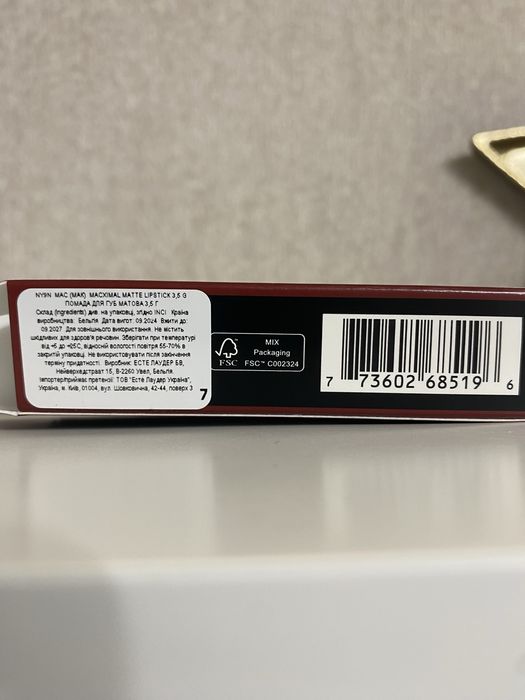 NY9N MAC (МАК) MACXIMAL MATTE LIPSTICK 3,5 G
ПОМАДА ДЛЯ ГУБ МАТОВА 3,5 Г
Склад (Ingredients) див. на упаковці, згідно INCI Країна
виробництва: Бельгія Дата вигот: 09.2024 Вжити до:
09.2027 Для зовнішнього використання. Не містить
шкідливих для здоров'я речовин. Зберігати при температурі
від +5 до +25С, відносній вологості повітря 55-70% в
закритій упаковці. Не використовувати після закінчення
терміну придатності. Виробник: ЕСТЕ ЛАУДЕР БВ,
Нейверхедстраат 15, B-2260 Увел, Бельгія.
Імпортер/приймає претензії: ТОВ "Есте Лаудер Україна",
Україна, м. Київ, 01004, вул. Шовковична, 42-44, поверх 3
7
FSC
MIX
Packaging
FSC™ C002324
7 73602 68519 6